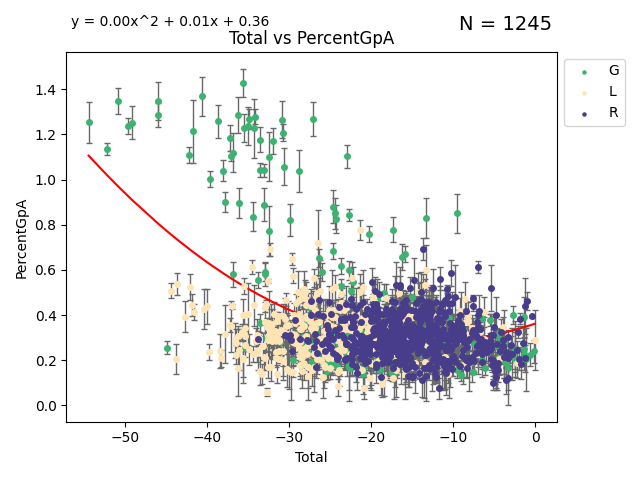 y = 0.00x^2 + 0.01x + 0.36
N = 1245
Total vs PercentGpA
G
L
R
PercentGpA
1.4
1.2
1.0
0.8
0.6
0.4
0.2
0.0
−50
−40
−30
−20
−10
0
Total